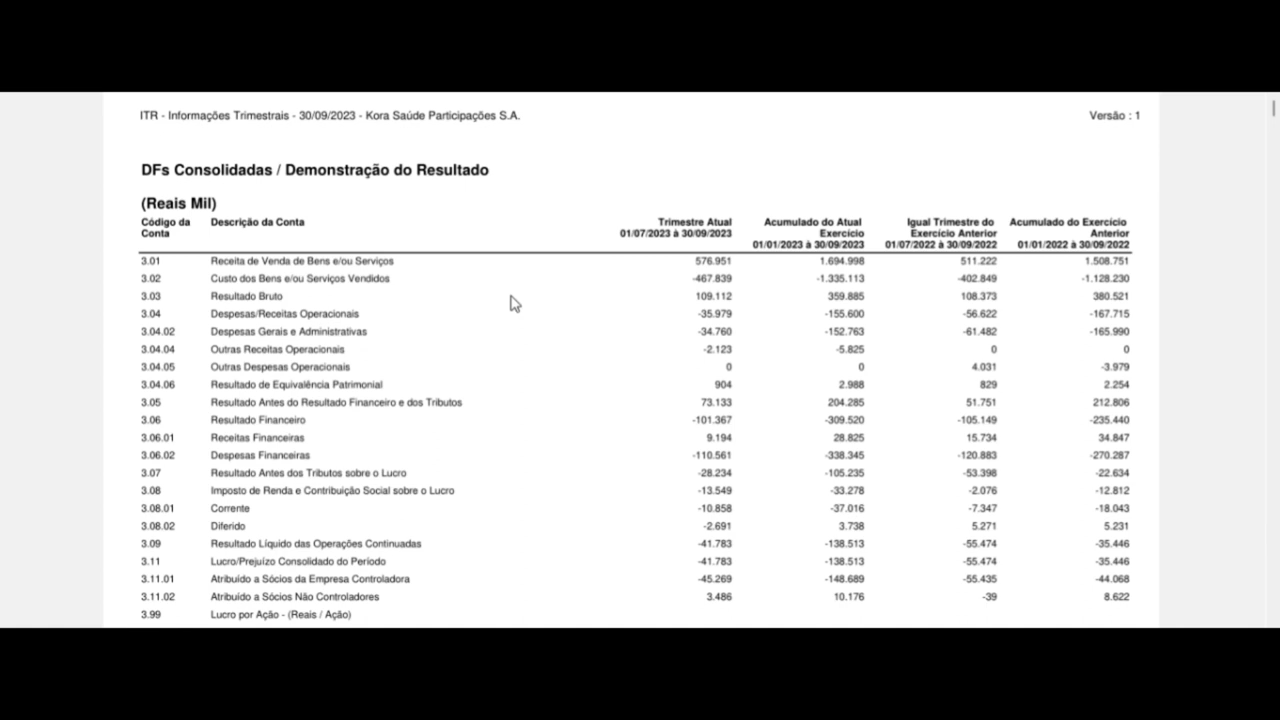 ITR - Informações Trimestrais - 30/09/2023 - Kora Saúde Participações S.A. Versão : 1
DFs Consolidadas / Demonstração do Resultado
(Reais Mil)
Código da Conta Descrição da Conta Trimestre Atual 01/07/2023 à 30/09/2023 Acumulado do Atual Exercício 01/01/2023 à 30/09/2023 Igual Trimestre do Exercício Anterior 01/07/2022 à 30/09/2022 Acumulado do Exercício Anterior 01/01/2022 à 30/09/2022
3.01 Receita de Venda de Bens e/ou Serviços 576.951 1.694.998 511.222 1.508.751
3.02 Custo dos Bens e/ou Serviços Vendidos -467.839 -1.335.113 -402.849 -1.128.230
3.03 Resultado Bruto 109.112 359.885 108.373 380.521
3.04 Despesas/Receitas Operacionais -35.979 -155.600 -56.622 -167.715
3.04.02 Despesas Gerais e Administrativas -34.760 -152.763 -61.482 -165.990
3.04.04 Outras Receitas Operacionais -2.123 -5.825 0 0
3.04.05 Outras Despesas Operacionais 0 0 4.031 -3.979
3.04.06 Resultado de Equivalência Patrimonial 904 2.988 829 2.254
3.05 Resultado Antes do Resultado Financeiro e dos Tributos 73.133 204.285 51.751 212.806
3.06 Resultado Financeiro -101.367 -309.520 -105.149 -235.440
3.06.01 Receitas Financeiras 9.194 28.825 15.734 34.847
3.06.02 Despesas Financeiras -110.561 -338.345 -120.883 -270.287
3.07 Resultado Antes dos Tributos sobre o Lucro -28.234 -105.235 -53.398 -22.634
3.08 Imposto de Renda e Contribuição Social sobre o Lucro -13.549 -33.278 -2.076 -12.812
3.08.01 Corrente -10.858 -37.016 -7.347 -18.043
3.08.02 Diferido -2.691 3.738 5.271 5.231
3.09 Resultado Líquido das Operações Continuadas -41.783 -138.513 -55.474 -35.446
3.11 Lucro/Prejuízo Consolidado do Período -41.783 -138.513 -55.474 -35.446
3.11.01 Atribuído a Sócios da Empresa Controladora -45.269 -148.689 -55.435 -44.068
3.11.02 Atribuído a Sócios Não Controladores 3.486 10.176 -39 8.622
3.99 Lucro por Ação - (Reais / Ação)